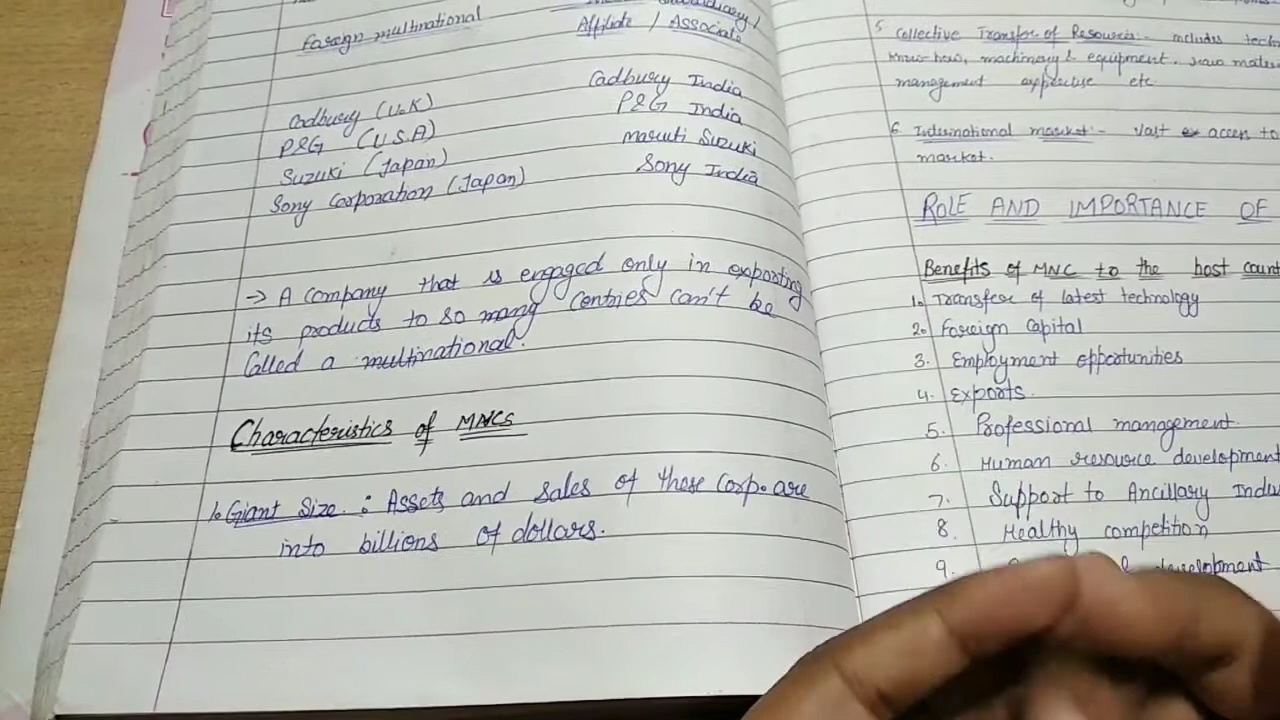 Foreign multinational
Affiliate / Associate
Cadbury (U.K) Cadbury India
P&G (U.S.A) P&G India
Suzuki (Japan) Maruti Suzuki
Sony Corporation (Japan) Sony India
→ A company that is engaged only in exporting
its products to so many Centries can't be
Called a multinational.
Characteristics of MNCS
1. Giant Size : Assets and sales of these Corp. are
into billions of dollars.
5 Collective Transfer of Resources:- includes
know-how, machinery & equipment, raw
management expertise etc
6. International market:- vast access to
market.
ROLE AND IMPORTANCE OF
Benefits of MNC to the host
1. Transfer of latest technology
2. Foreign Capital
3. Employment opportunities
4. Exports.
5. Professional management.
6. Human resource development
7. Support to Ancillary
8. Healthy competition
9. development